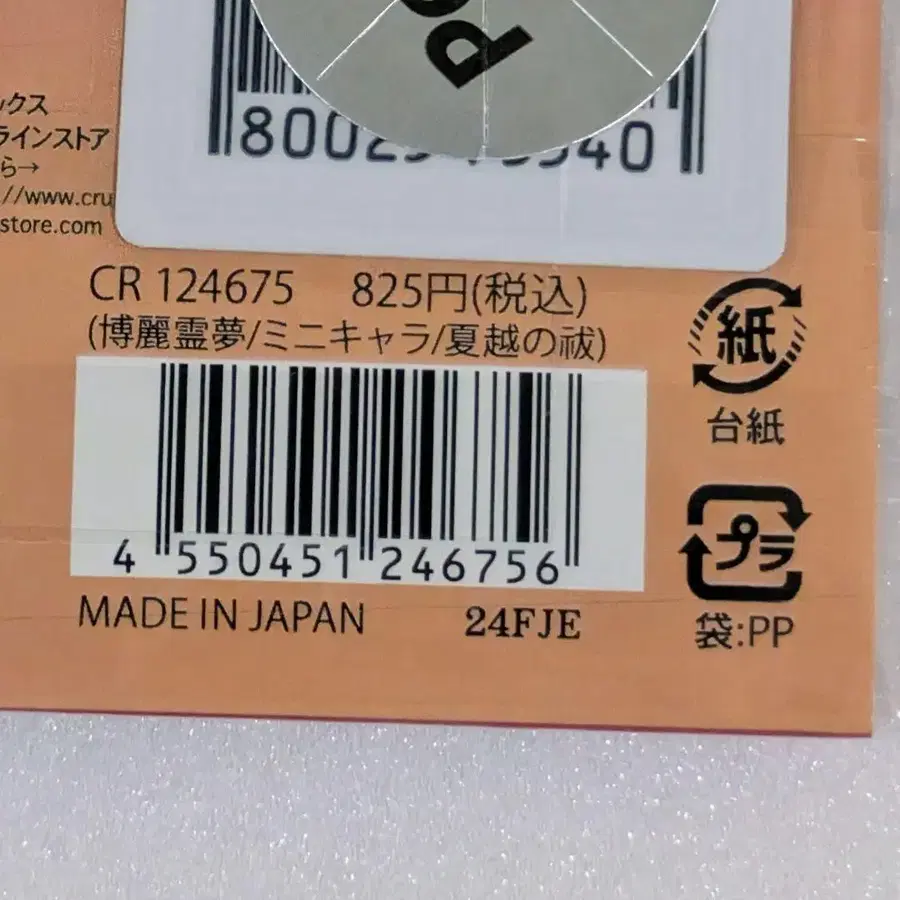 PO
ックス
ラインストア
ら→
//www.cru
store.com
CR 124675 825円(税込)
(博麗霊夢/ミニキャラ/夏越の祓)
紙
台紙
4 550451 246756
プラ
袋:PP
MADE IN JAPAN 24FJE